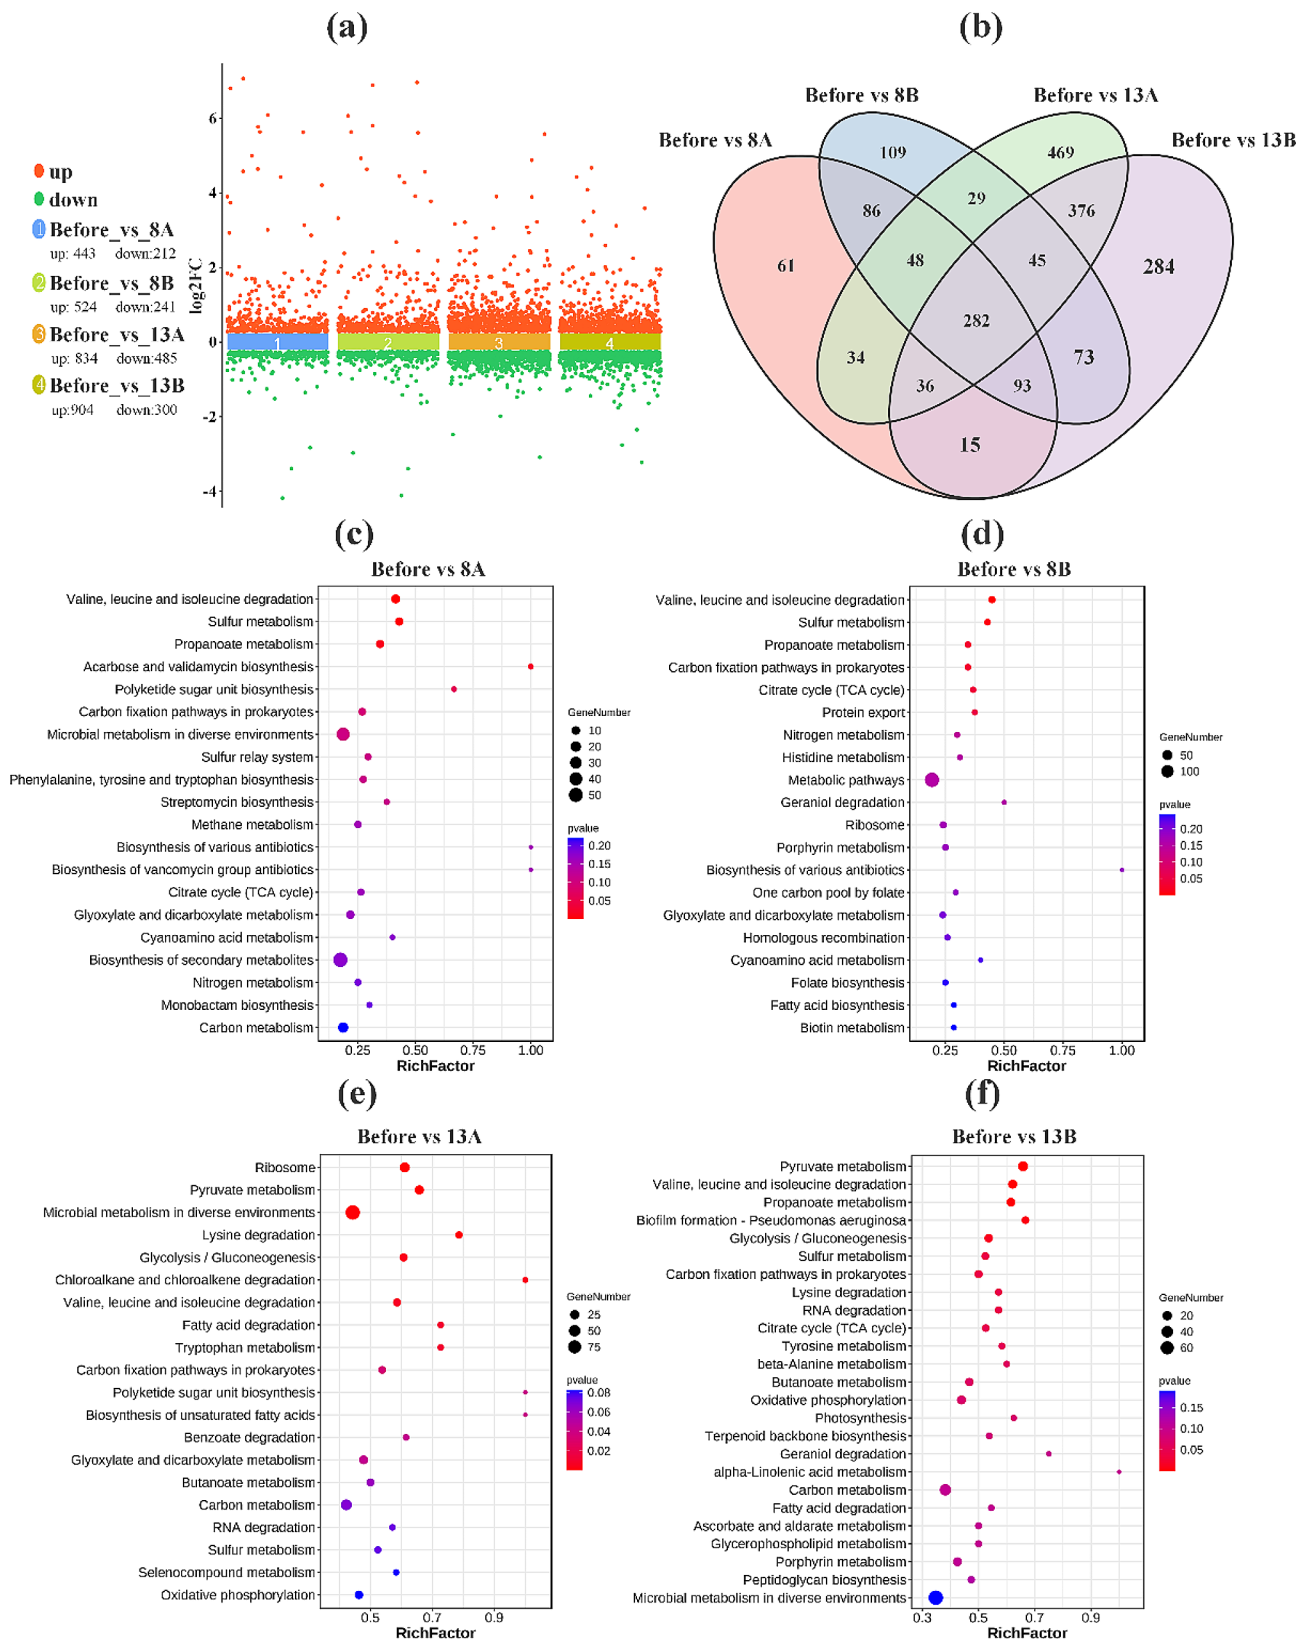 (a)
up
down
1 Before_vs_8A
up: 443 down:212
2 Before_vs_8B
up: 524 down:241
3 Before_vs_13A
up: 834 down:485
4 Before_vs_13B
up:904 down:300
log2FC
6
4
2
0
-2
-4
1 2 3 4
(b)
Before vs 8A
Before vs 8B
Before vs 13A
Before vs 13B
109
469
86
29
376
61
48
45
284
282
34
36
93
73
15
(c)
Before vs 8A
Valine, leucine and isoleucine degradation
Sulfur metabolism
Propanoate metabolism
Acarbose and validamycin biosynthesis
Polyketide sugar unit biosynthesis
Carbon fixation pathways in prokaryotes
Microbial metabolism in diverse environments
Sulfur relay system
Phenylalanine, tyrosine and tryptophan biosynthesis
Streptomycin biosynthesis
Methane metabolism
Biosynthesis of various antibiotics
Biosynthesis of vancomycin group antibiotics
Citrate cycle (TCA cycle)
Glyoxylate and dicarboxylate metabolism
Cyanoamino acid metabolism
Biosynthesis of secondary metabolites
Nitrogen metabolism
Monobactam biosynthesis
Carbon metabolism
0.25 0.50 0.75 1.00
RichFactor
GeneNumber
10
20
30
40
50
pvalue
0.20
0.15
0.10
0.05
(d)
Before vs 8B
Valine, leucine and isoleucine degradation
Sulfur metabolism
Propanoate metabolism
Carbon fixation pathways in prokaryotes
Citrate cycle (TCA cycle)
Protein export
Nitrogen metabolism
Histidine metabolism
Metabolic pathways
Geraniol degradation
Ribosome
Porphyrin metabolism
Biosynthesis of various antibiotics
One carbon pool by folate
Glyoxylate and dicarboxylate metabolism
Homologous recombination
Cyanoamino acid metabolism
Folate biosynthesis
Fatty acid biosynthesis
Biotin metabolism
0.25 0.50 0.75 1.00
RichFactor
GeneNumber
50
100
pvalue
0.20
0.15
0.10
0.05
(e)
Before vs 13A
Ribosome
Pyruvate metabolism
Microbial metabolism in diverse environments
Lysine degradation
Glycolysis / Gluconeogenesis
Chloroalkane and chloroalkene degradation
Valine, leucine and isoleucine degradation
Fatty acid degradation
Tryptophan metabolism
Carbon fixation pathways in prokaryotes
Polyketide sugar unit biosynthesis
Biosynthesis of unsaturated fatty acids
Benzoate degradation
Glyoxylate and dicarboxylate metabolism
Butanoate metabolism
Carbon metabolism
RNA degradation
Sulfur metabolism
Selenocompound metabolism
Oxidative phosphorylation
0.5 0.7 0.9
RichFactor
GeneNumber
25
50
75
pvalue
0.08
0.06
0.04
0.02
(f)
Before vs 13B
Pyruvate metabolism
Valine, leucine and isoleucine degradation
Propanoate metabolism
Biofilm formation - Pseudomonas aeruginosa
Glycolysis / Gluconeogenesis
Sulfur metabolism
Carbon fixation pathways in prokaryotes
Lysine degradation
RNA degradation
Citrate cycle (TCA cycle)
Tyrosine metabolism
beta-Alanine metabolism
Butanoate metabolism
Oxidative phosphorylation
Photosynthesis
Terpenoid backbone biosynthesis
Geraniol degradation
alpha-Linolenic acid metabolism
Carbon metabolism
Fatty acid degradation
Ascorbate and aldarate metabolism
Glycerophospholipid metabolism
Porphyrin metabolism
Peptidoglycan biosynthesis
Microbial metabolism in diverse environments
0.3 0.5 0.7 0.9
RichFactor
GeneNumber
20
40
60
pvalue
0.15
0.10
0.05